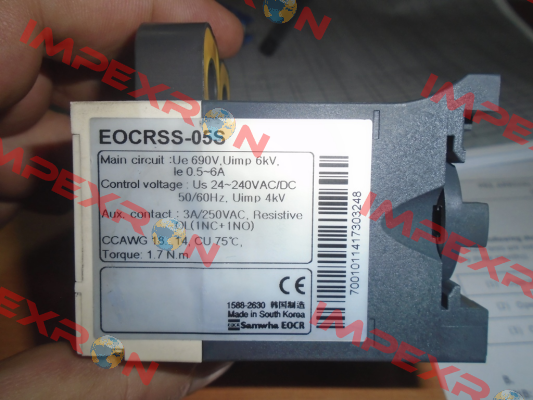 IMPEXRON
EOCRSS-05S
Main circuit : Ue 690V, Uimp 6kV,
Ie 0.5~6A
Control voltage : Us 24~240VAC/DC
50/60Hz, Uimp 4kV
Aux. contact : 3A/250VAC, Resistive
OL(1NC+1NO)
CCAWG 18 - 14, CU 75℃,
Torque: 1.7 N.m
CE
1588-2630 韩国制造
Made in South Korea
Samwha EOCR
7001011417303248
IMPEXRON
IMPEXRON
IMPEXRON